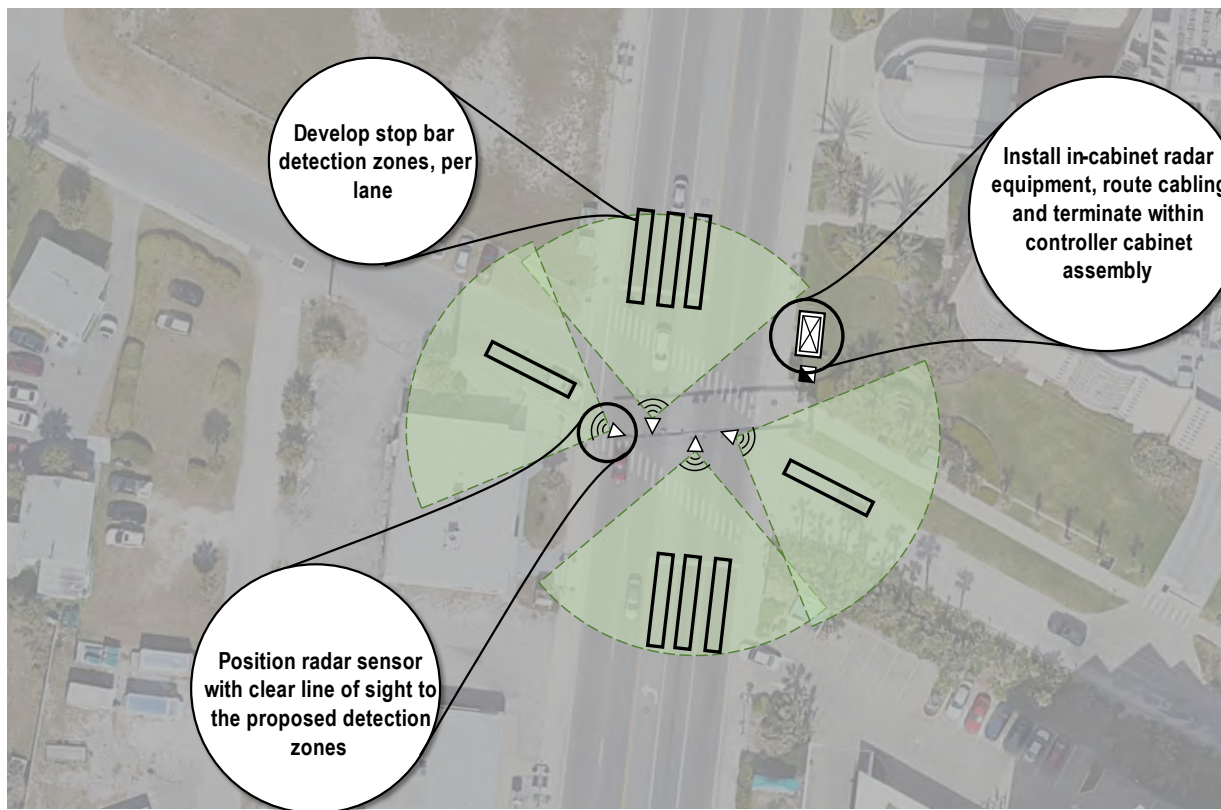 Develop stop bar
detection zones, per
lane
Install in-cabinet radar
equipment, route cabling
and terminate within
controller cabinet
assembly
Position radar sensor
with clear line of sight to
the proposed detection
zones